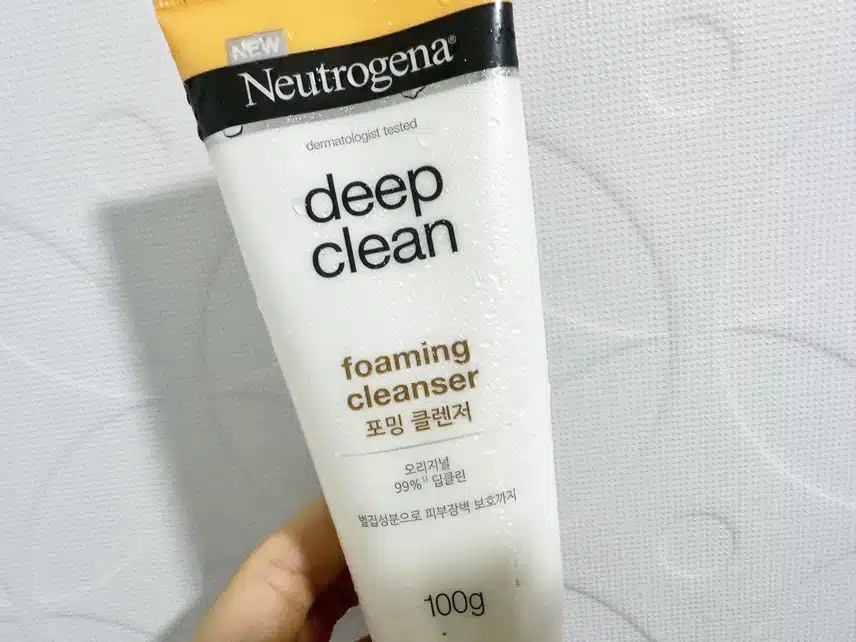 NEW
Neutrogena®
dermatologist tested
deep
clean
foaming
cleanser
포밍 클렌저
오리지널
99%¹⁾ 딥클린
벌집성분으로 피부장벽 보호까지
100g